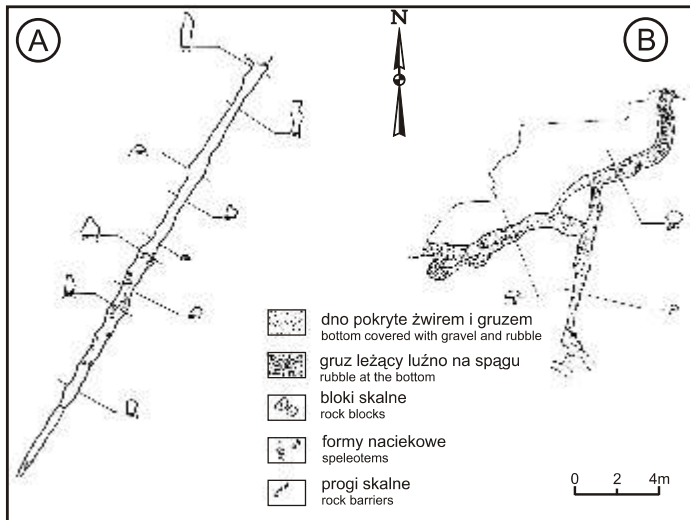 A
N
B
dno pokryte żwirem i gruzem
bottom covered with gravel and rubble
gruz leżący luźno na spągu
rubble at the bottom
bloki skalne
rock blocks
formy naciekowe
speleotems
progi skalne
rock barriers
0 2 4m